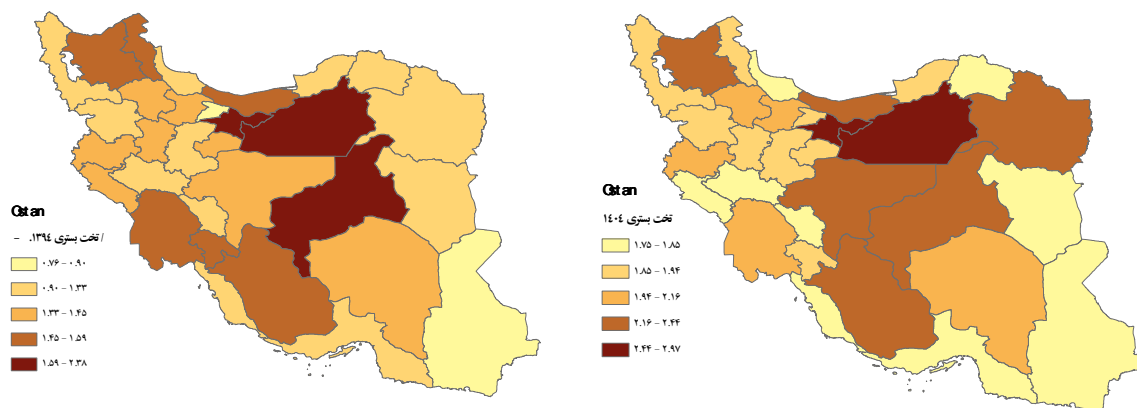 Ostan
/ تخت بستری ۱۳۹۴. –
۰.۷۶ – ۰.۹۰
۰.۹۰ – ۱.۳۳
۱.۳۳ – ۱.۴۵
۱.۴۵ – ۱.۵۹
۱.۵۹ – ۲.۳۸
Ostan
تخت بستری ۱۴۰۴
۱.۷۵ – ۱.۸۵
۱.۸۵ – ۱.۹۴
۱.۹۴ – ۲.۱۶
۲.۱۶ – ۲.۴۴
۲.۴۴ – ۲.۹۷